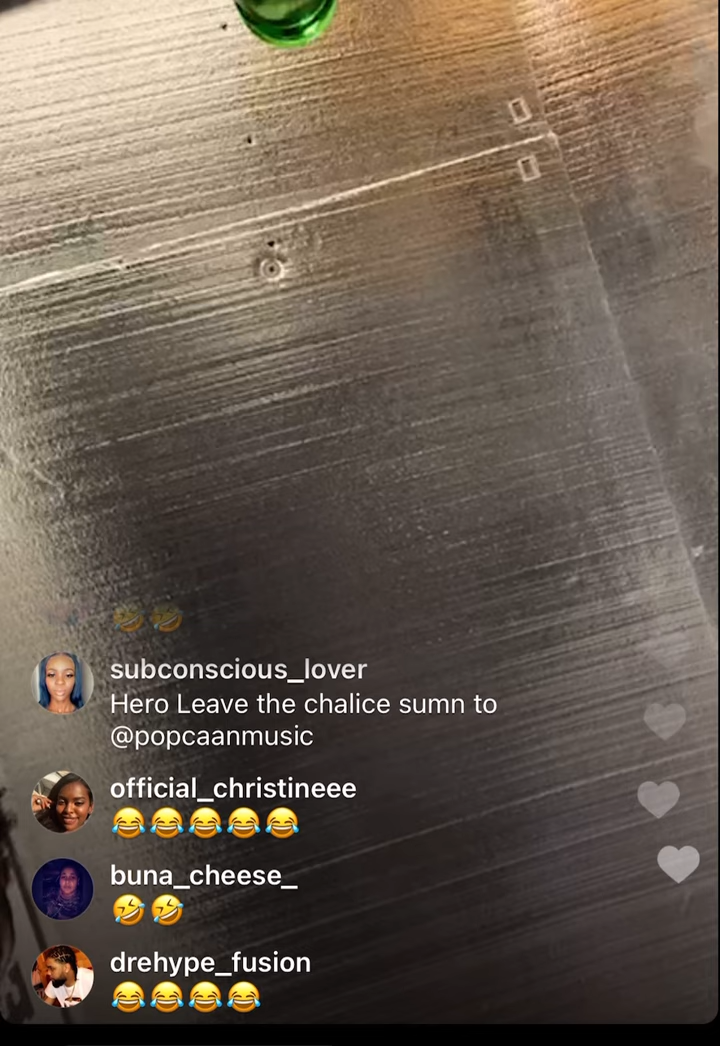 🤣🤣
subconscious_lover
Hero Leave the chalice sumn to
@popcaanmusic
official_christineee
😂😂😂😂😂
buna_cheese_
🤣🤣
drehype_fusion
😂😂😂😂